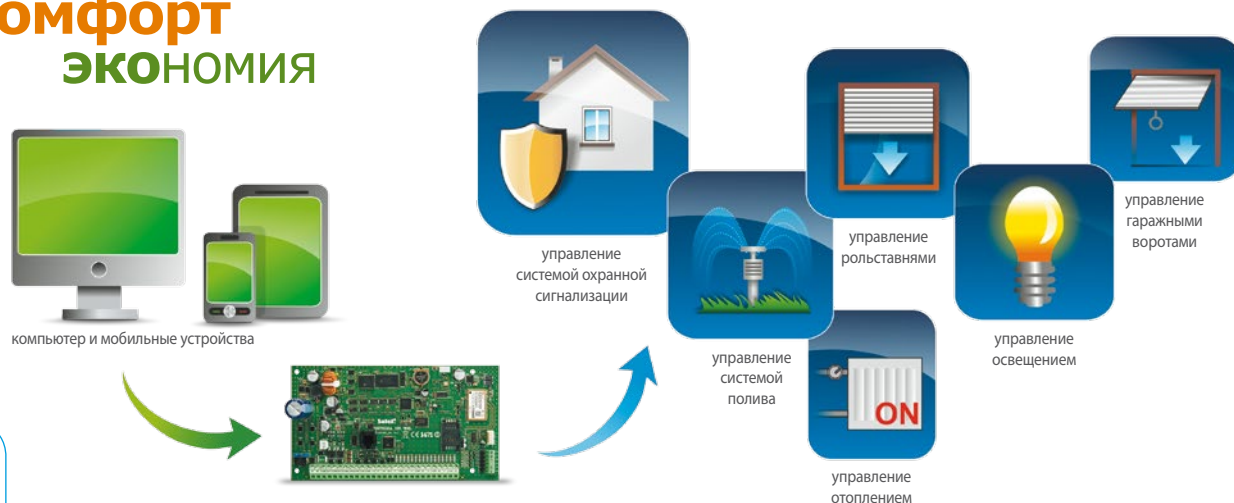 омфорт
экономия
управление
системой охранной
сигнализации
управление
рольставнями
управление
гаражными
воротами
компьютер и мобильные устройства
управление
системой
полива
управление
освещением
ON
Satel
управление
отоплением